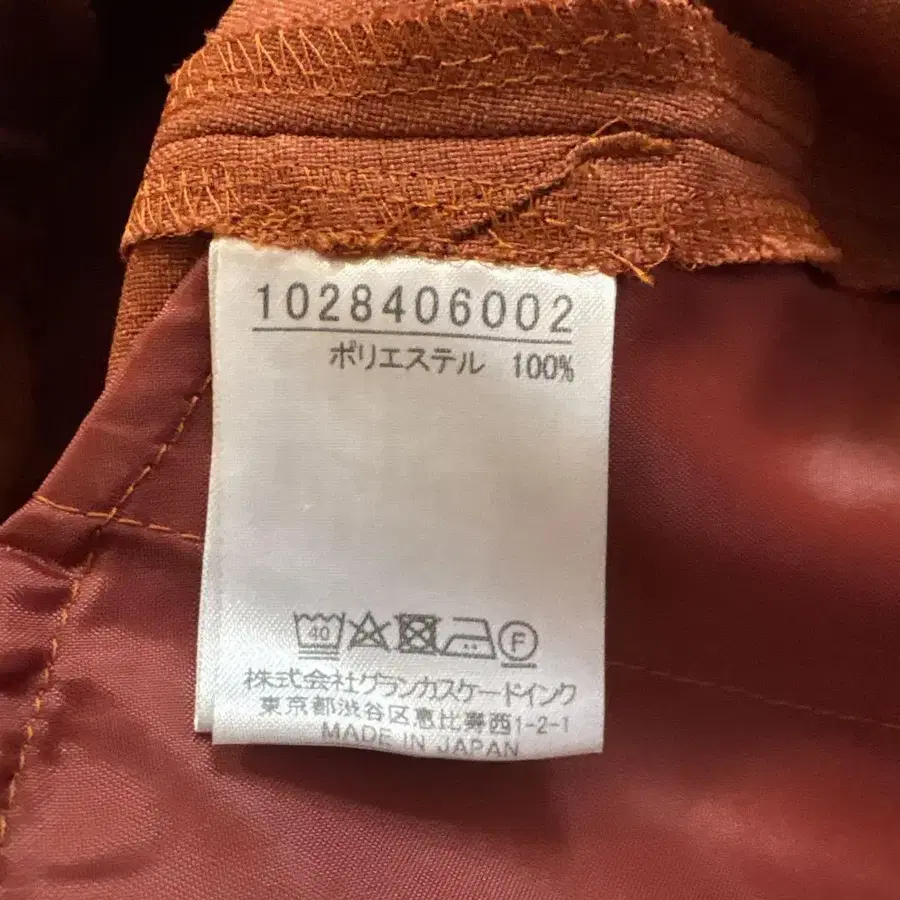 1028406002
ポリエステル 100%
40 F
株式会社グランカスケードインク
東京都渋谷区恵比寿西1-2-1
MADE IN JAPAN